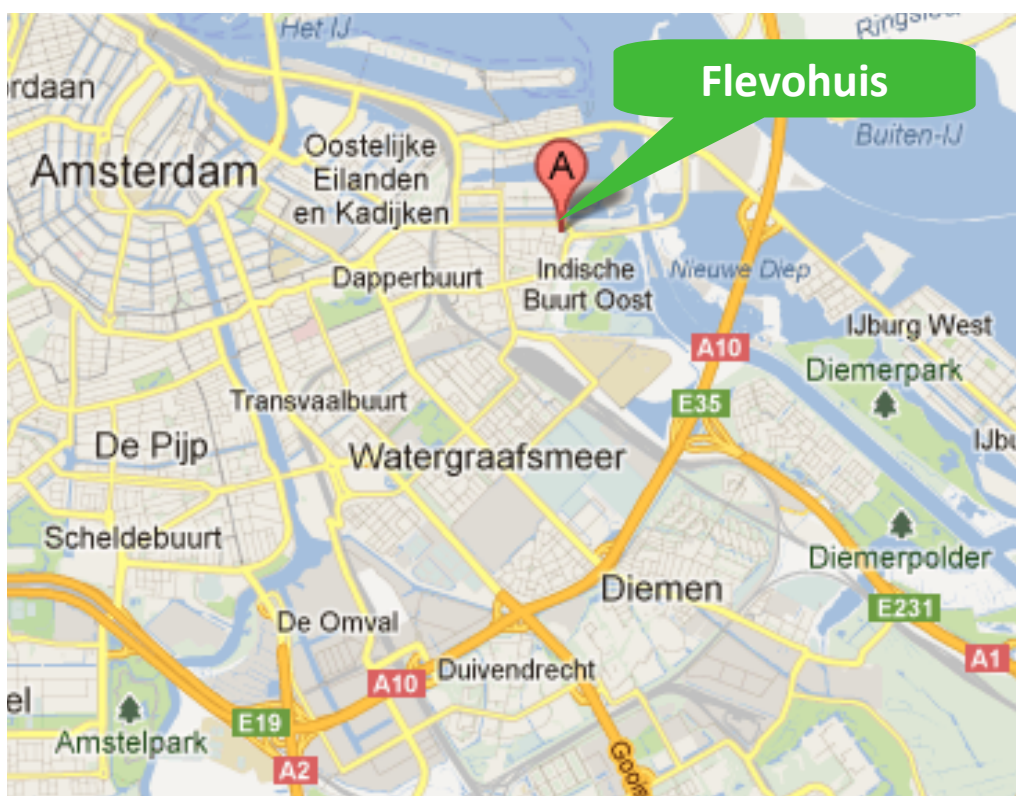 Het IJ
Flevohuis
rdaan
Buiten-IJ
Oostelijke
Eilanden
en Kadijken
A
Amsterdam
Dapperbuurt
Indische
Buurt Oost
Nieuwe Diep
IJburg West
A10
Diemerpark
Transvaalbuurt
E35
De Pijp
Watergraafsmeer
IJbu
Scheldebuurt
Diemerpolder
Diemen
E231
De Omval
A1
Duivendrecht
A10
el
E19
Amstelpark
A2
Goois